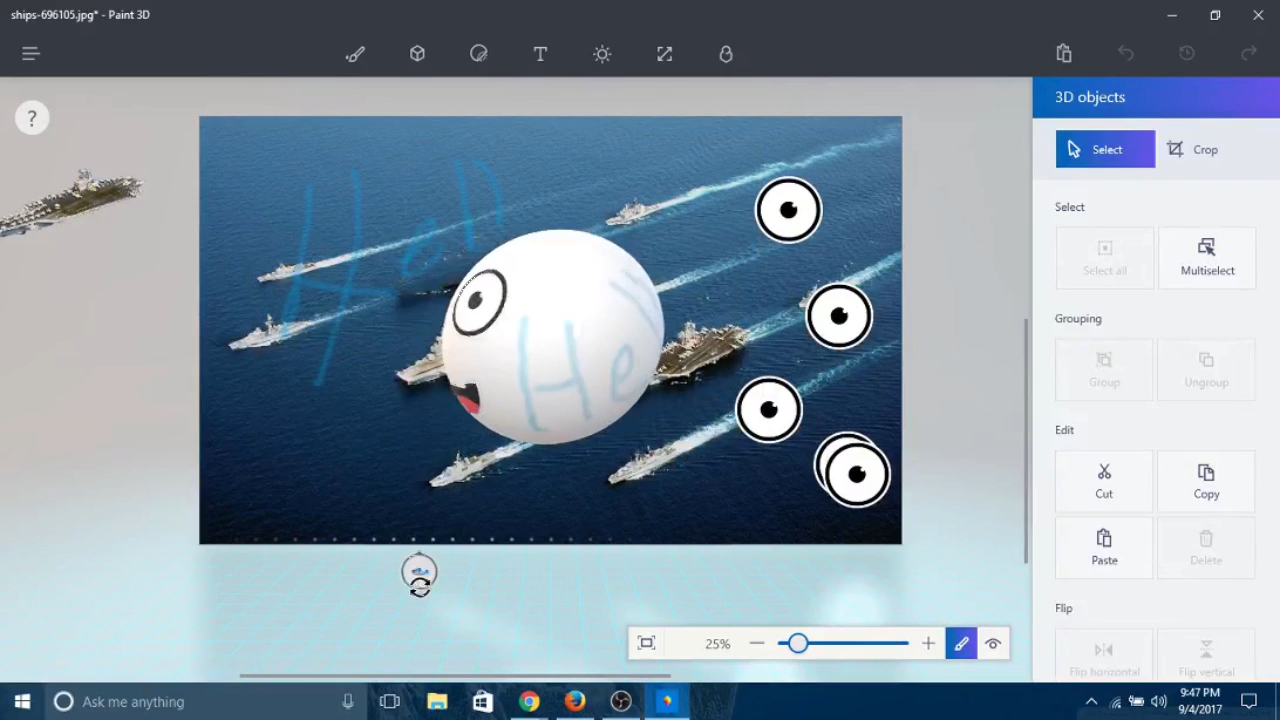 ships-696105.jpg* - Paint 3D
?
3D objects
Select
Crop
Select
Select all
Multiselect
Grouping
Group
Ungroup
Edit
Cut
Copy
Paste
Delete
Flip
Flip horizontal
Flip vertical
Hell
Hel
25%
Ask me anything
9:47 PM
9/4/2017